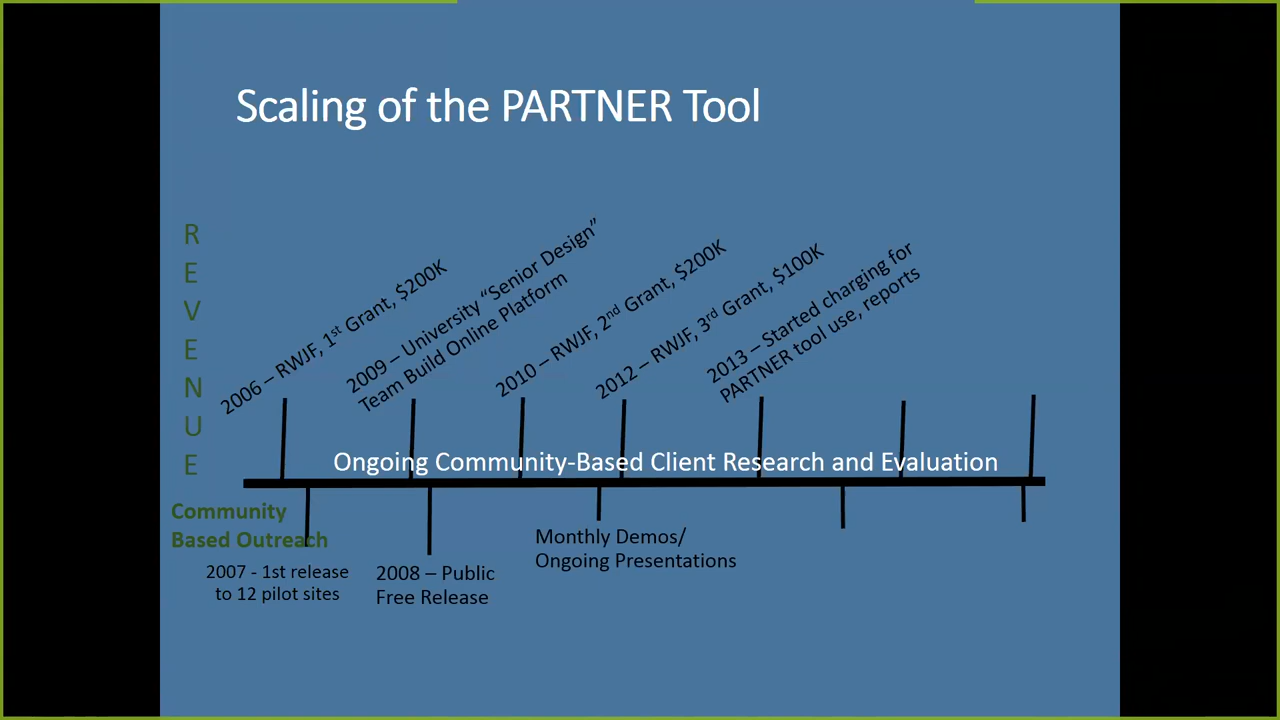 Scaling of the PARTNER Tool
REVENUE
2006 – RWJF, 1st Grant, $200K
2009 – University “Senior Design”
Team Build Online Platform
2010 – RWJF, 2nd Grant, $200K
2012 – RWJF, 3rd Grant, $100K
2013 – Started charging for
PARTNER tool use, reports
Ongoing Community-Based Client Research and Evaluation
Community
Based Outreach
2007 - 1st release
to 12 pilot sites
2008 – Public
Free Release
Monthly Demos/
Ongoing Presentations